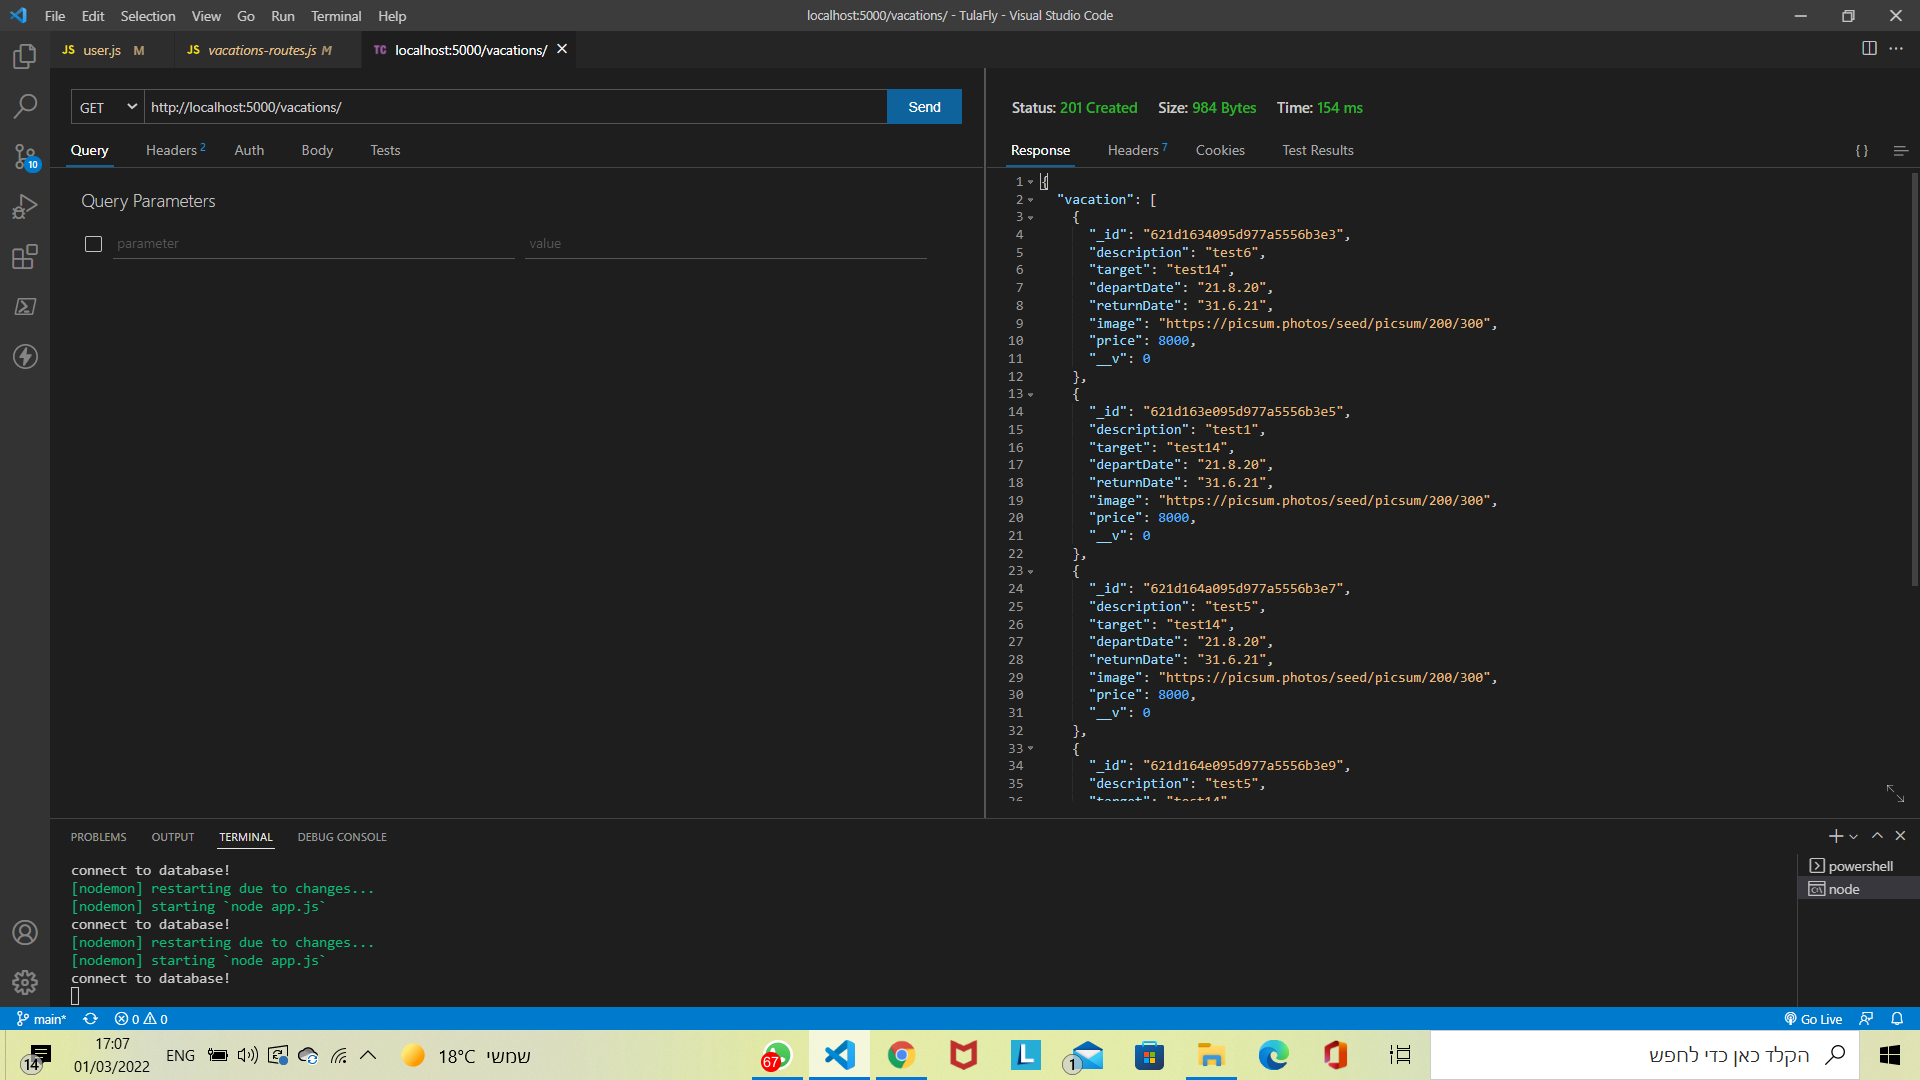 File Edit Selection View Go Run Terminal Help
localhost:5000/vacations/ - TulaFly - Visual Studio Code
JS user.js M
JS vacations-routes.js M
TC localhost:5000/vacations/
GET http://localhost:5000/vacations/ Send
Query Headers 2 Auth Body Tests
Query Parameters
parameter value
Status: 201 Created Size: 984 Bytes Time: 154 ms
Response Headers 7 Cookies Test Results { }
1 {
2 "vacation": [
3 {
4 "_id": "621d1634095d977a5556b3e3",
5 "description": "test6",
6 "target": "test14",
7 "departDate": "21.8.20",
8 "returnDate": "31.6.21",
9 "image": "https://picsum.photos/seed/picsum/200/300",
10 "price": 8000,
11 "__v": 0
12 },
13 {
14 "_id": "621d163e095d977a5556b3e5",
15 "description": "test1",
16 "target": "test14",
17 "departDate": "21.8.20",
18 "returnDate": "31.6.21",
19 "image": "https://picsum.photos/seed/picsum/200/300",
20 "price": 8000,
21 "__v": 0
22 },
23 {
24 "_id": "621d164a095d977a5556b3e7",
25 "description": "test5",
26 "target": "test14",
27 "departDate": "21.8.20",
28 "returnDate": "31.6.21",
29 "image": "https://picsum.photos/seed/picsum/200/300",
30 "price": 8000,
31 "__v": 0
32 },
33 {
34 "_id": "621d164e095d977a5556b3e9",
35 "description": "test5",
36 "target": "test14"
10
PROBLEMS OUTPUT TERMINAL DEBUG CONSOLE
connect to database!
[nodemon] restarting due to changes...
[nodemon] starting `node app.js`
connect to database!
[nodemon] restarting due to changes...
[nodemon] starting `node app.js`
connect to database!
powershell
node
main* 0 0 Go Live
14
17:07
01/03/2022
ENG
18°C שמשי
67
L
1
הקלד כאן כדי לחפש